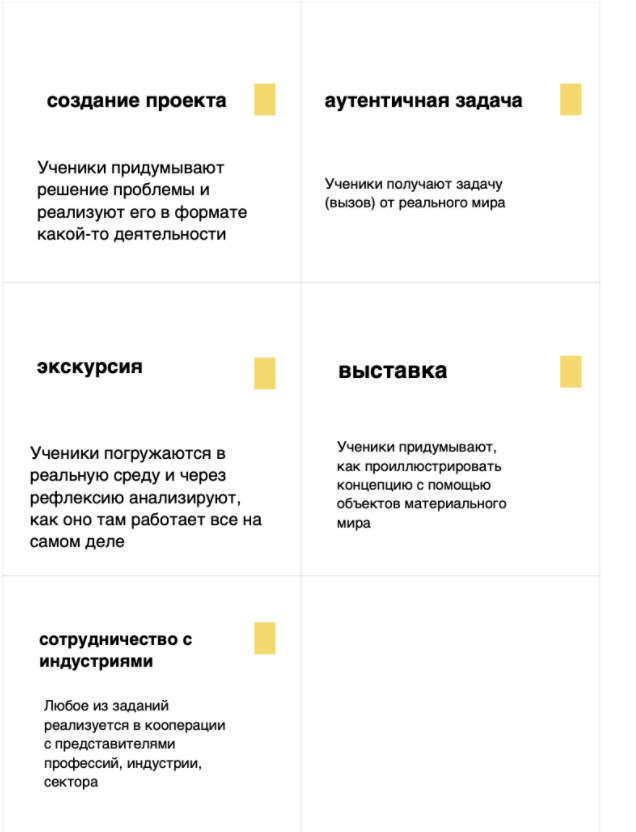 создание проекта
Ученики придумывают
решение проблемы и
реализуют его в формате
какой-то деятельности
аутентичная задача
Ученики получают задачу
(вызов) от реального мира
экскурсия
Ученики погружаются в
реальную среду и через
рефлексию анализируют,
как оно там работает все на
самом деле
выставка
Ученики придумывают,
как проиллюстрировать
концепцию с помощью
объектов материального
мира
сотрудничество с
индустриями
Любое из заданий
реализуется в кооперации
с представителями
профессий, индустрии,
сектора